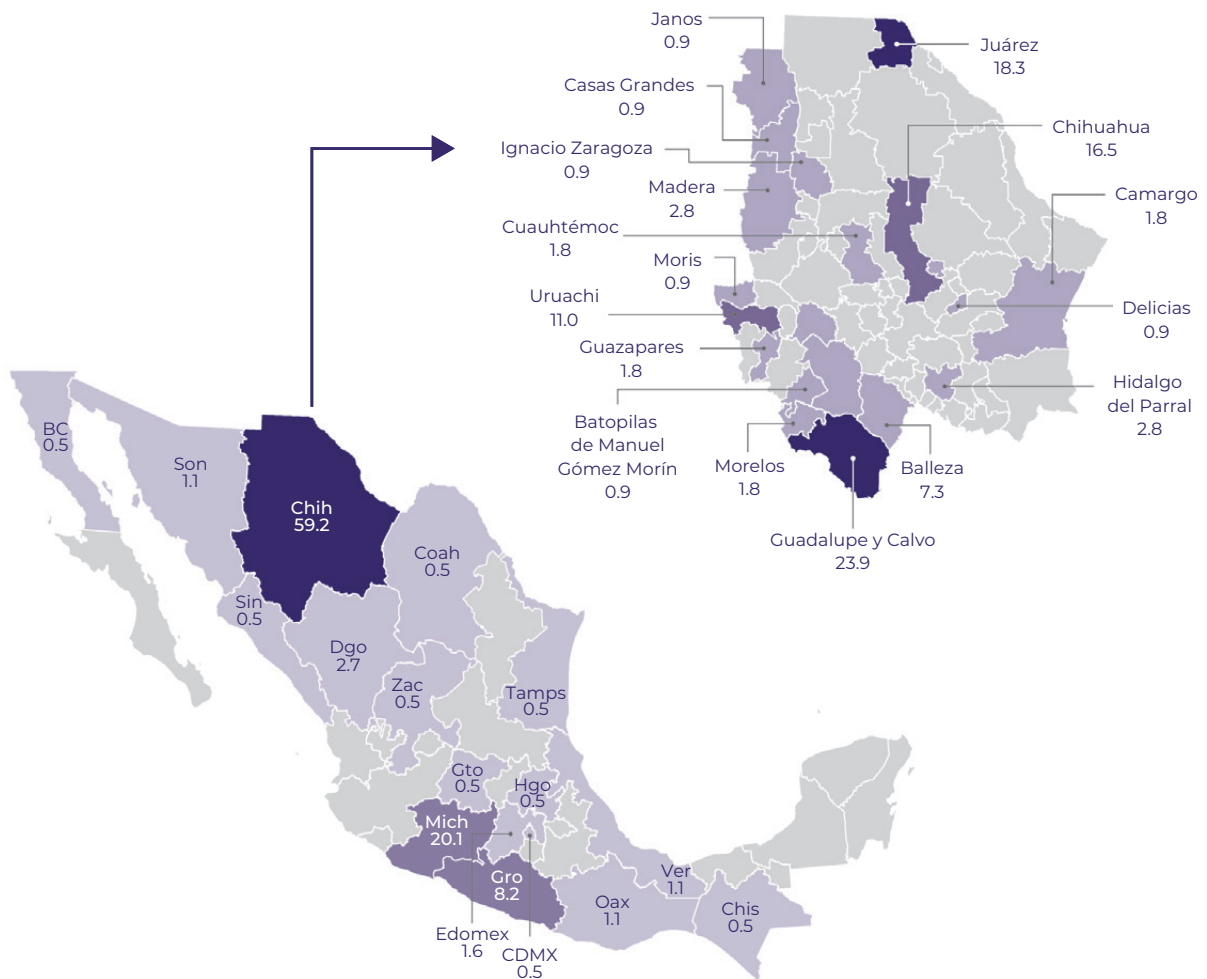 Janos
0.9
Juárez
18.3
Casas Grandes
0.9
Chihuahua
16.5
Ignacio Zaragoza
0.9
Madera
2.8
Camargo
1.8
Cuauhtémoc
1.8
Moris
0.9
Uruachi
11.0
Delicias
0.9
Guazapares
1.8
Hidalgo
del Parral
2.8
Batopilas
de Manuel
Gómez Morín
0.9
Morelos
1.8
Balleza
7.3
Guadalupe y Calvo
23.9
BC
0.5
Son
1.1
Chih
59.2
Coah
0.5
Sin
0.5
Dgo
2.7
Zac
0.5
Tamps
0.5
Gto
0.5
Hgo
0.5
Mich
20.1
Gro
8.2
Ver
1.1
Oax
1.1
Chis
0.5
Edomex
1.6
CDMX
0.5